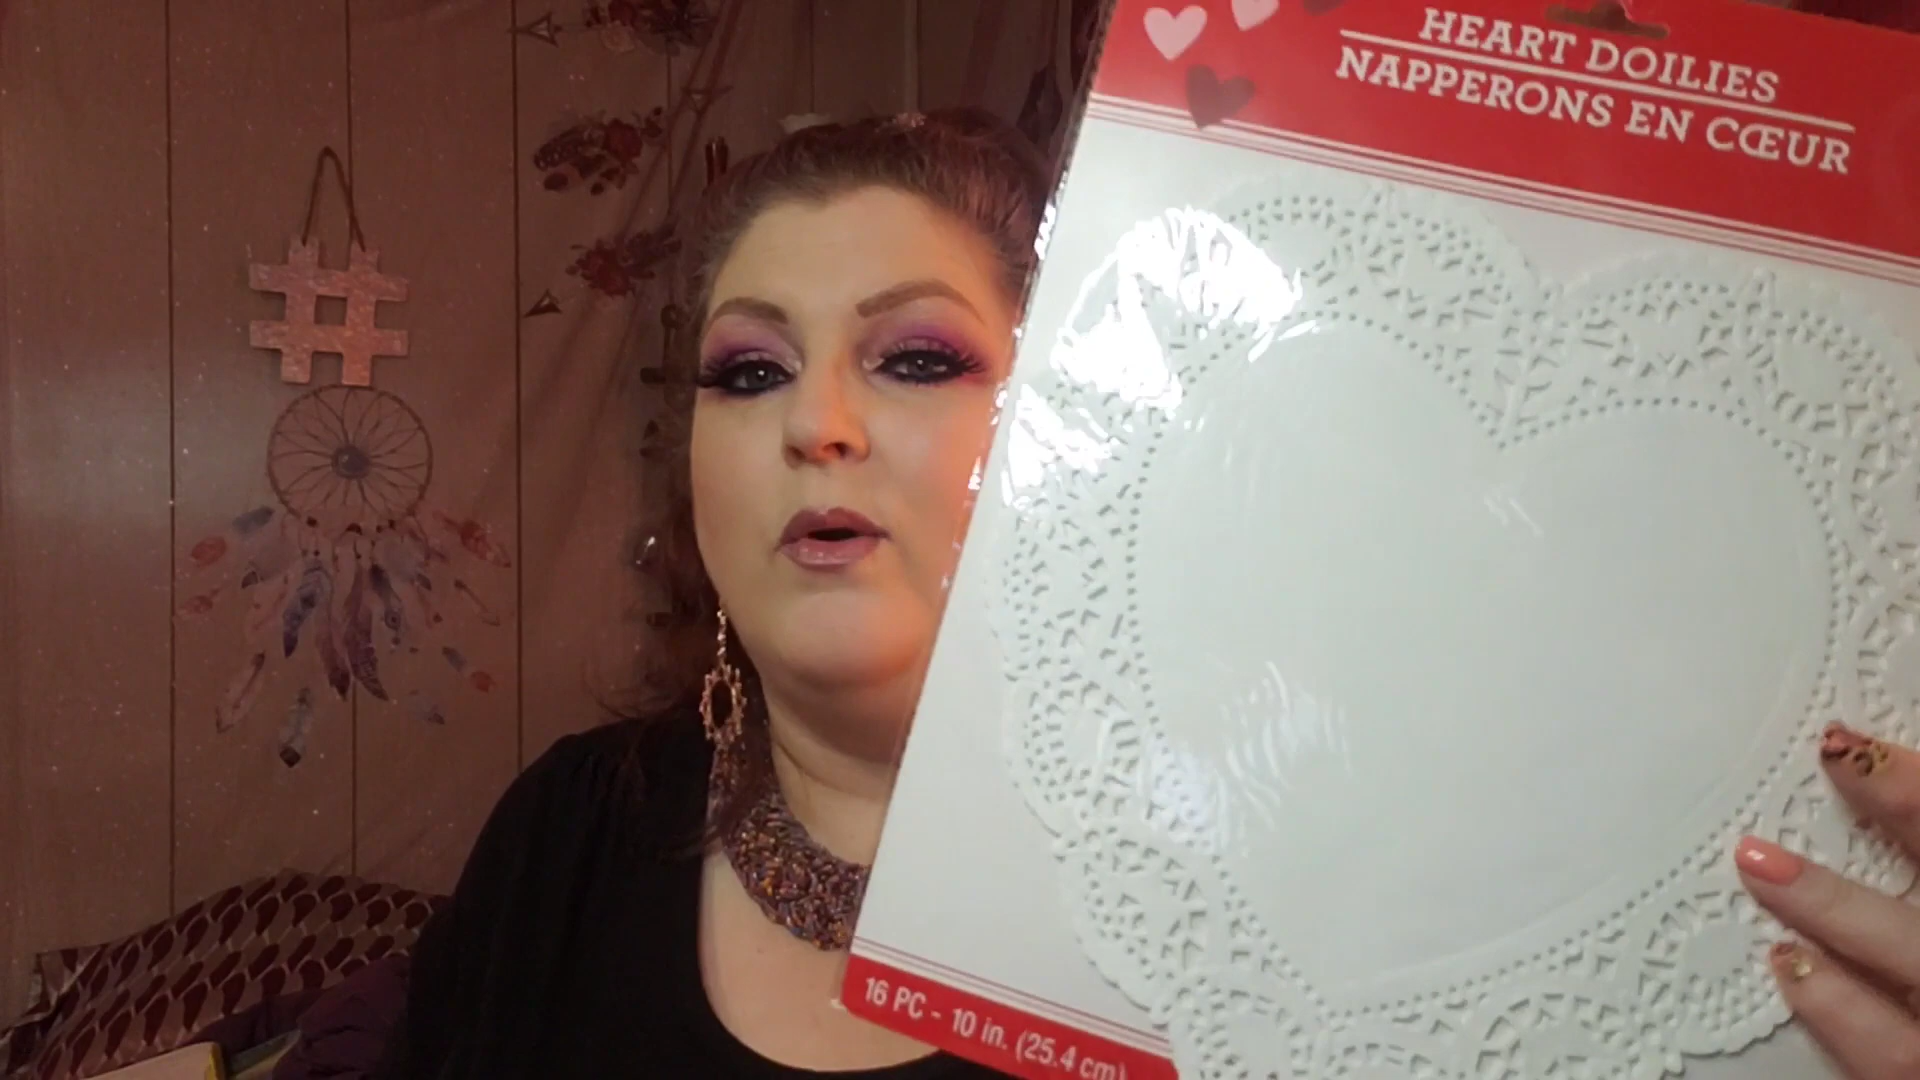 #
HEART DOILIES
NAPPERONS EN CŒUR
16 PC - 10 in. (25.4 cm)